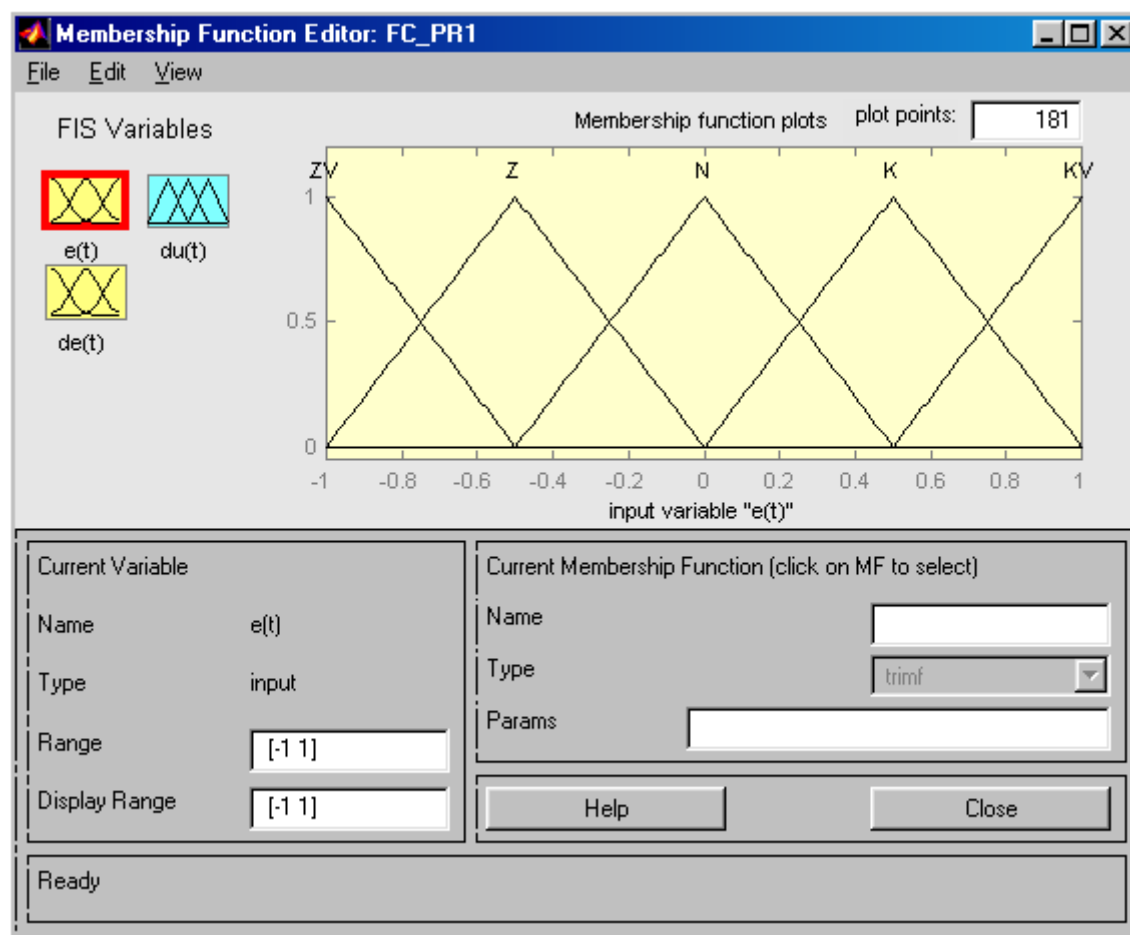 Membership Function Editor: FC_PR1
File Edit View
FIS Variables
Membership function plots plot points: 181
e(t) du(t)
de(t)
ZV Z N K KV
1
0.5
0
-1 -0.8 -0.6 -0.4 -0.2 0 0.2 0.4 0.6 0.8 1
input variable "e(t)"
Current Variable
Name e(t)
Type input
Range [-1 1]
Display Range [-1 1]
Current Membership Function (click on MF to select)
Name
Type trimf
Params
Help Close
Ready